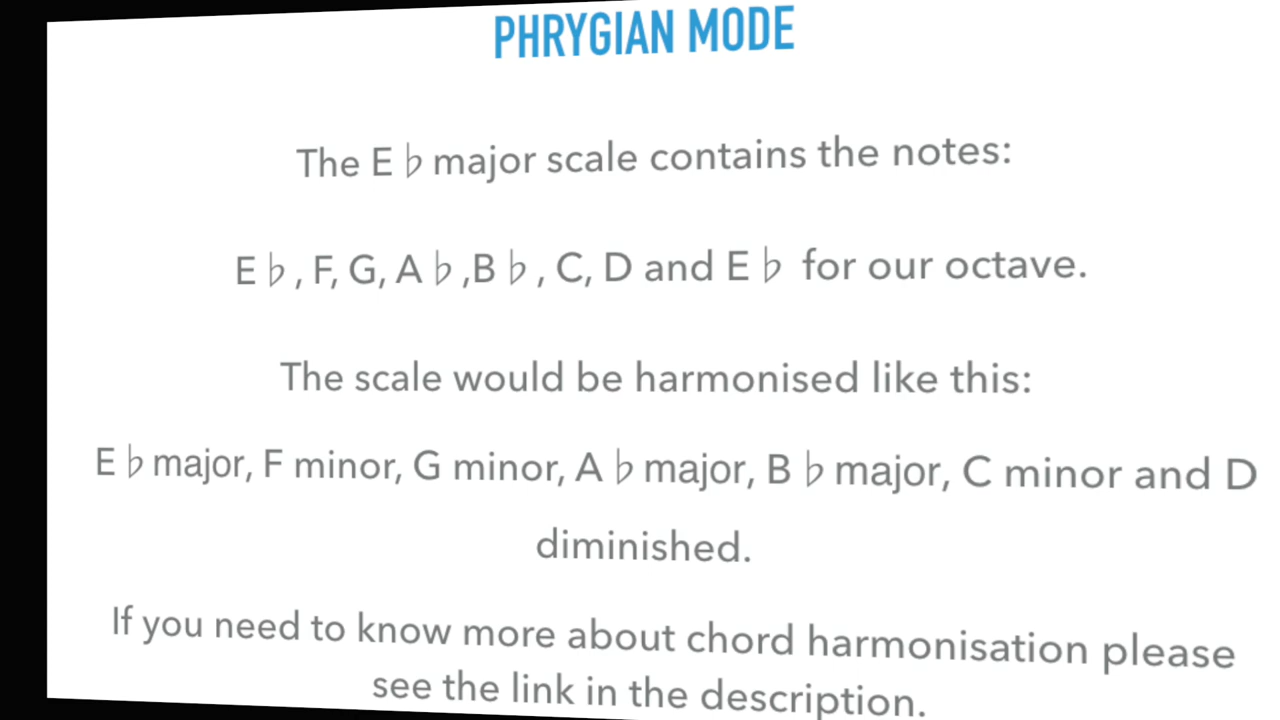 PHRYGIAN MODE
The E ♭ major scale contains the notes:
E ♭, F, G, A ♭,B ♭, C, D and E ♭ for our octave.
The scale would be harmonised like this:
E ♭ major, F minor, G minor, A ♭ major, B ♭ major, C minor and D
diminished.
If you need to know more about chord harmonisation please
see the link in the description.